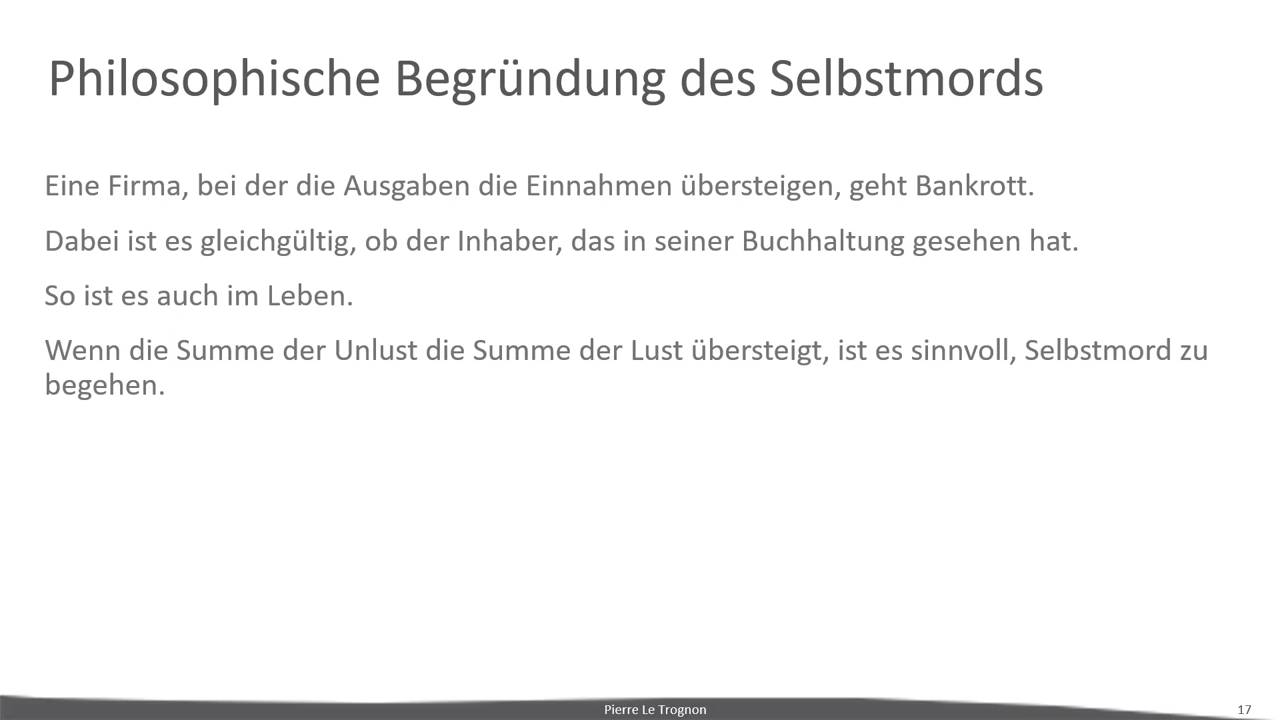 Philosophische Begründung des Selbstmords
Eine Firma, bei der die Ausgaben die Einnahmen übersteigen, geht Bankrott.
Dabei ist es gleichgültig, ob der Inhaber, das in seiner Buchhaltung gesehen hat.
So ist es auch im Leben.
Wenn die Summe der Unlust die Summe der Lust übersteigt, ist es sinnvoll, Selbstmord zu
begehen.
Pierre Le Trognon
17